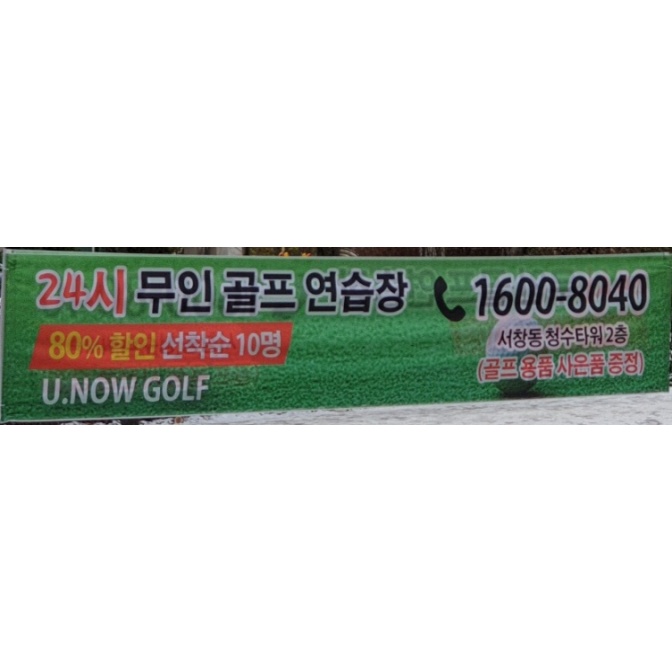 24시 무인 골프 연습장
80% 할인 선착순 10명
U.NOW GOLF
1600-8040
서창동 청수타워 2층
(골프 용품 사은품 증정)